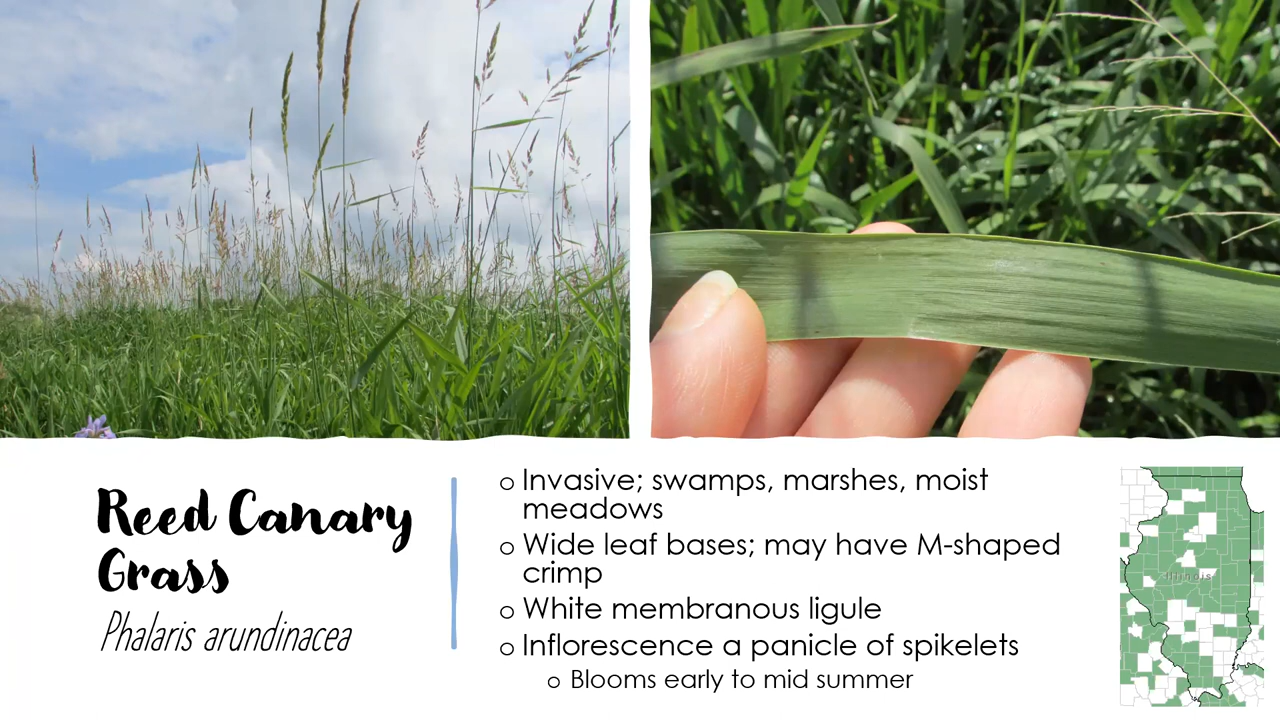 Reed Canary
Grass
Phalaris arundinacea
o Invasive; swamps, marshes, moist
meadows
o Wide leaf bases; may have M-shaped
crimp
o White membranous ligule
o Inflorescence a panicle of spikelets
o Blooms early to mid summer
Illinois